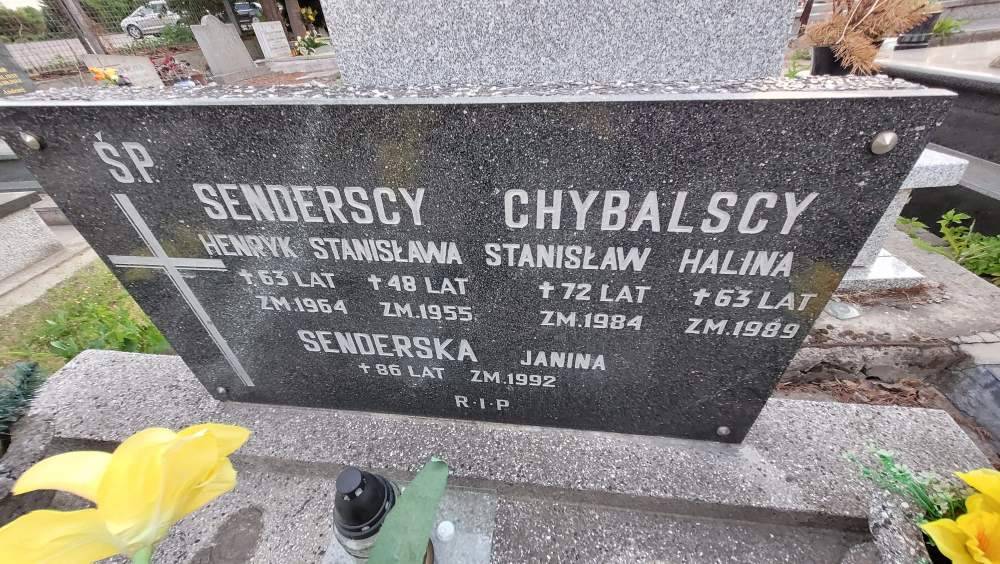 ŚP.
SENDERSCY CHYBALSCY
HENRYK STANISŁAWA STANISŁAW HALINA
✝ 63 LAT ✝ 48 LAT ✝ 72 LAT ✝ 63 LAT
ZM.1964 ZM.1955. ZM.1984 ZM.1989
SENDERSKA JANINA
✝ 86 LAT ZM.1992
R·I·P